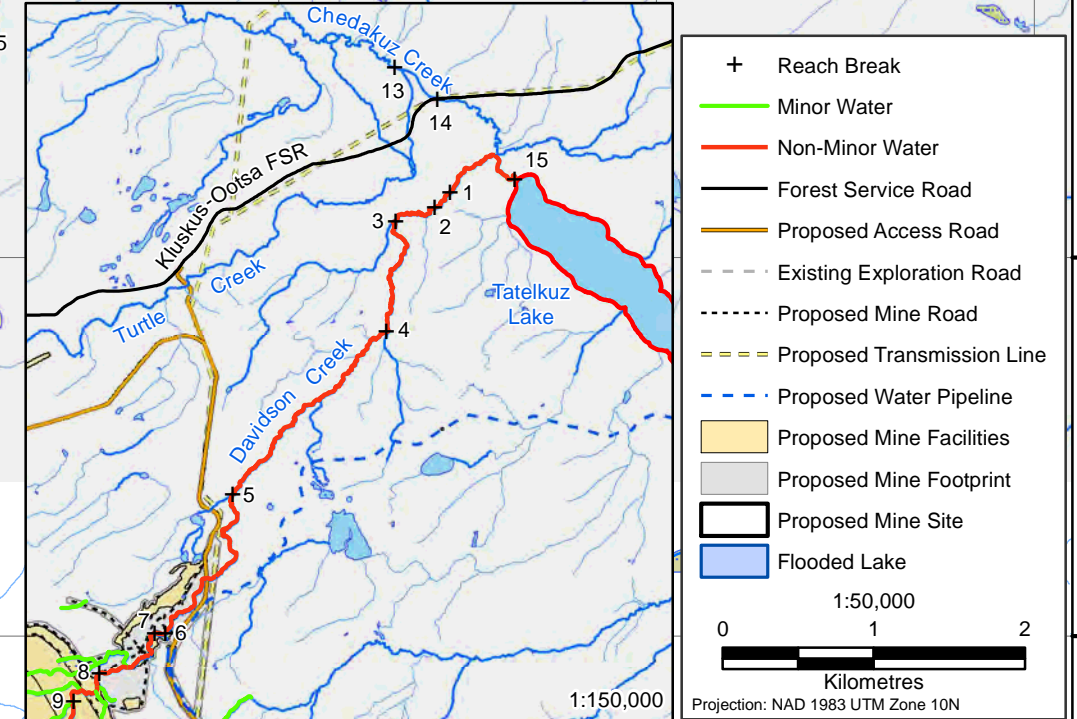 5
Chedakuz Creek
13
14
Kluskus-Ootsa FSR
15
1
2
3
Turtle Creek
Tatelkuz
Lake
4
Davidson Creek
5
7
6
8
9
1:150,000
Reach Break
Minor Water
Non-Minor Water
Forest Service Road
Proposed Access Road
Existing Exploration Road
Proposed Mine Road
Proposed Transmission Line
Proposed Water Pipeline
Proposed Mine Facilities
Proposed Mine Footprint
Proposed Mine Site
Flooded Lake
1:50,000
0 1 2
Kilometres
Projection: NAD 1983 UTM Zone 10N